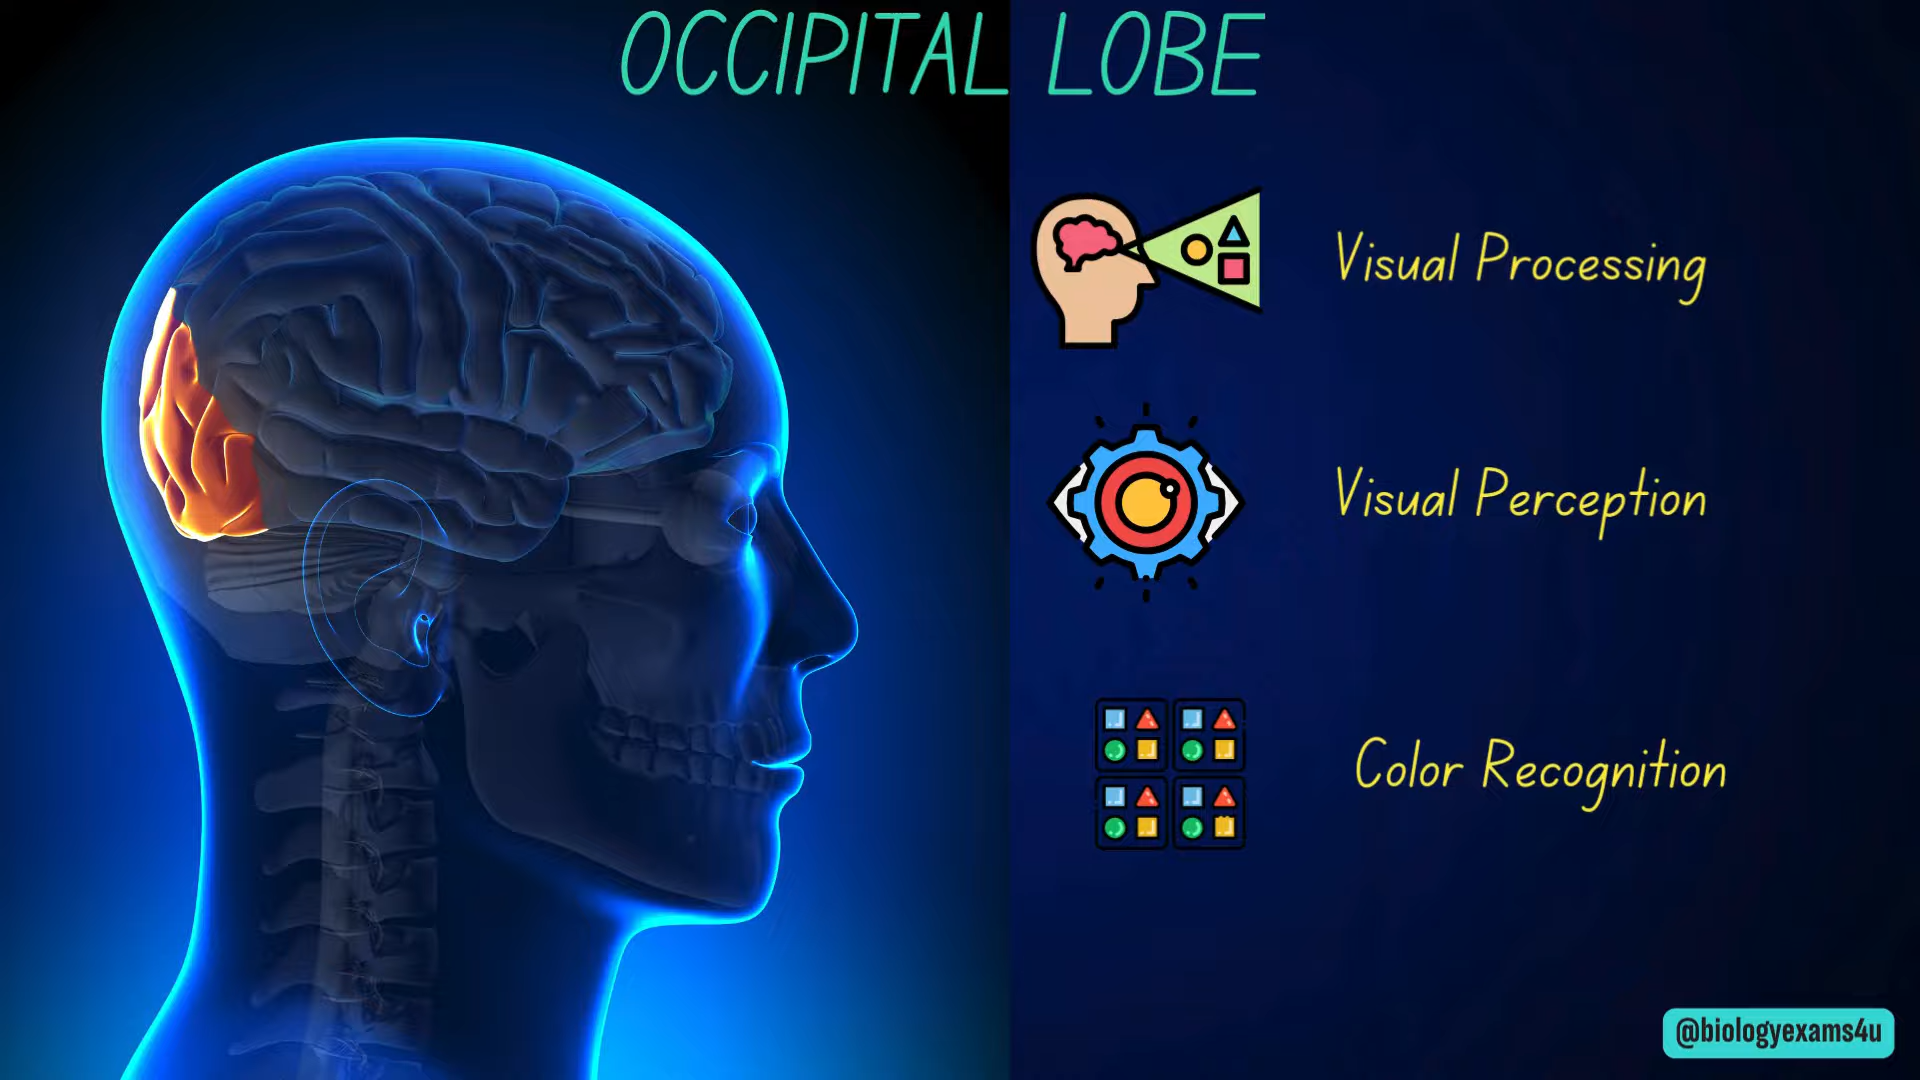 OCCIPITAL LOBE
Visual Processing
Visual Perception
Color Recognition
@biologyexams4u